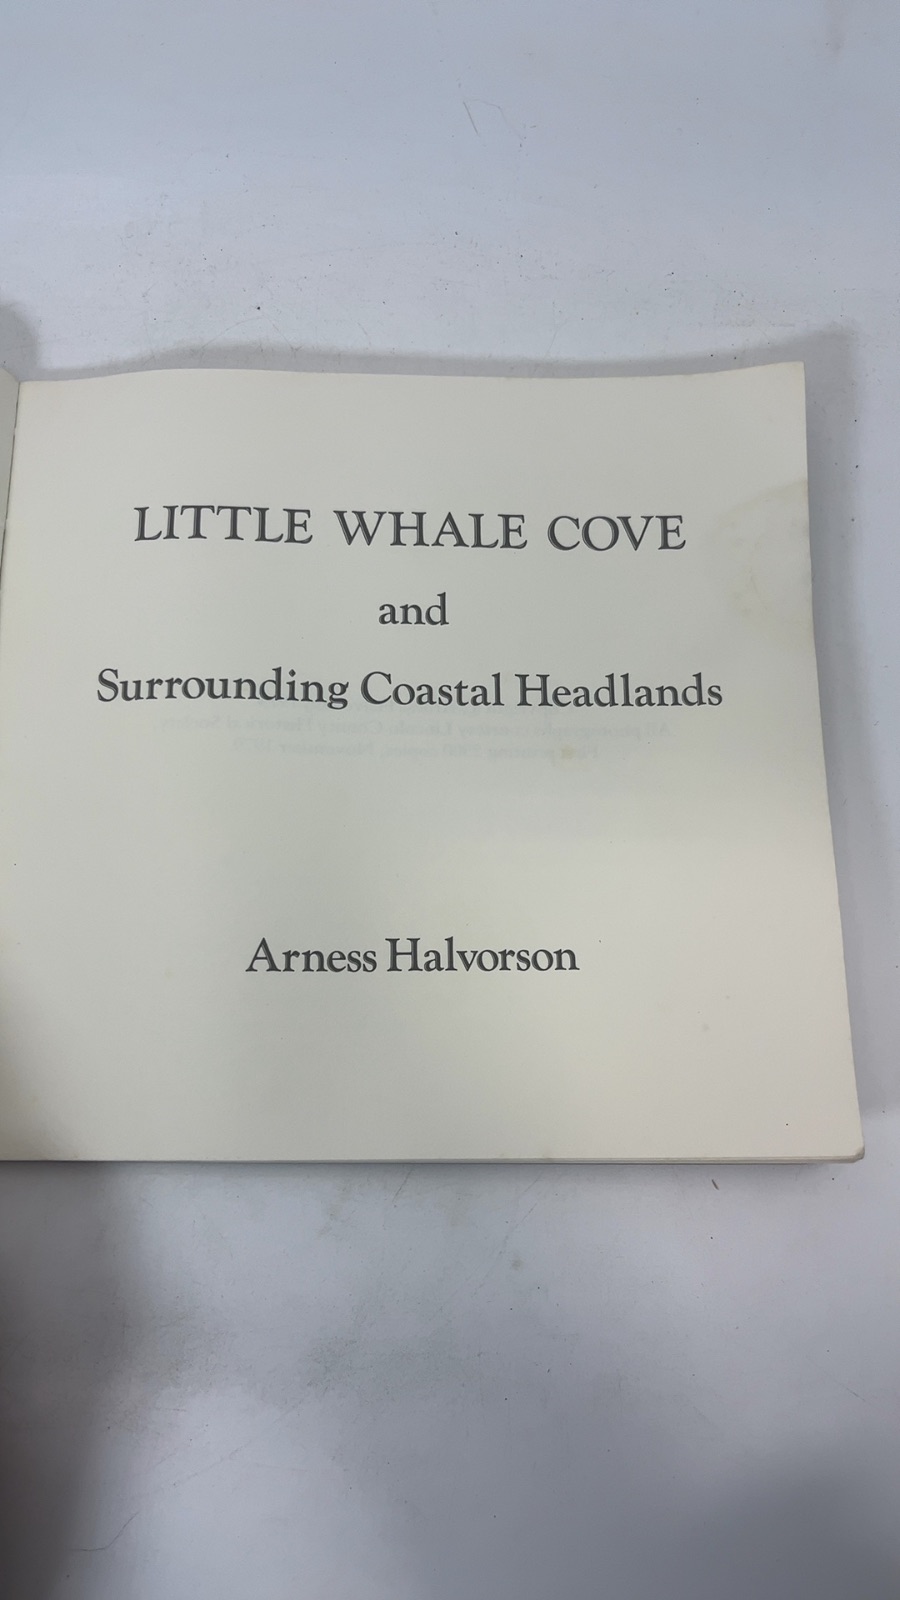 LITTLE WHALE COVE
and
Surrounding Coastal Headlands
Arness Halvorson